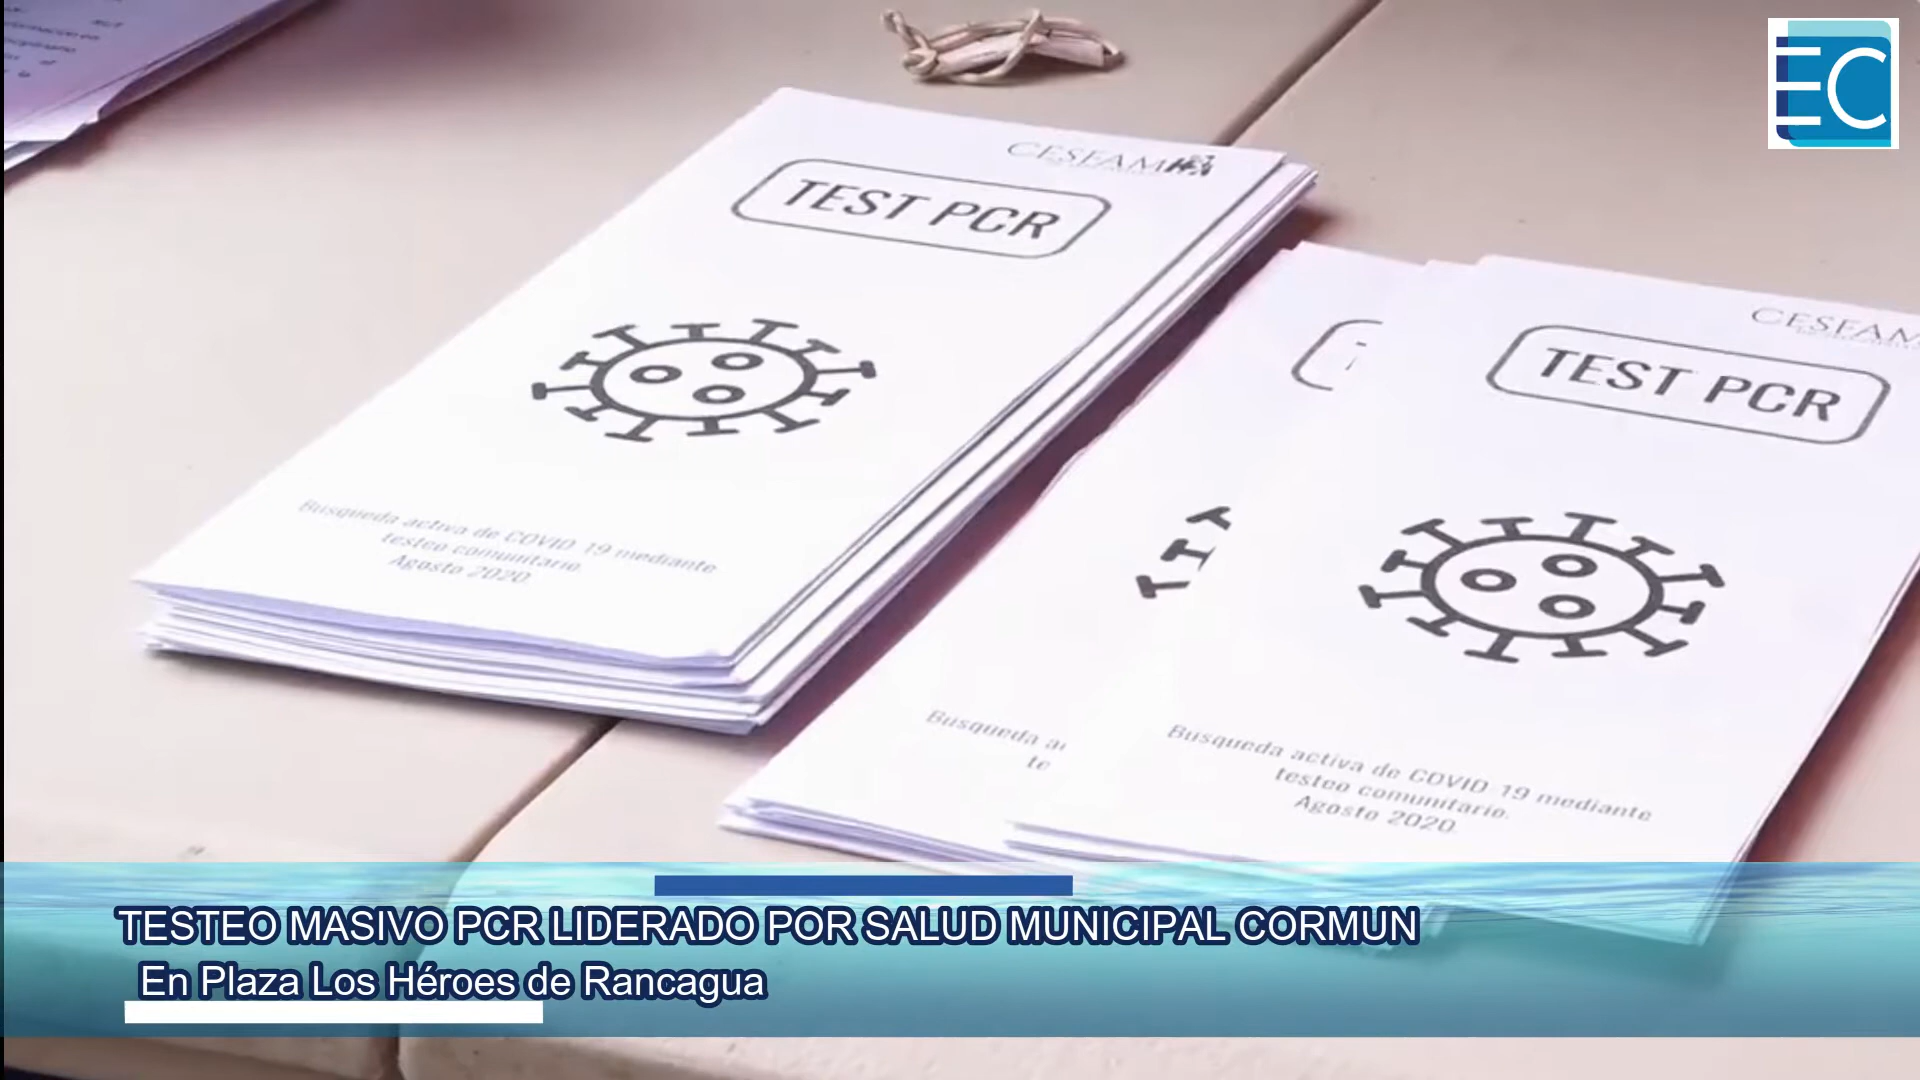 EC
CESFAM
TEST PCR
Busqueda activa de COVID 19 mediante
testeo comunitario.
Agosto 2020.
CESFAM
TEST PCR
Busqueda activa de COVID 19 mediante
testeo comunitario.
Agosto 2020.
Busqueda
te
TESTEO MASIVO PCR LIDERADO POR SALUD MUNICIPAL CORMUN
En Plaza Los Héroes de Rancagua